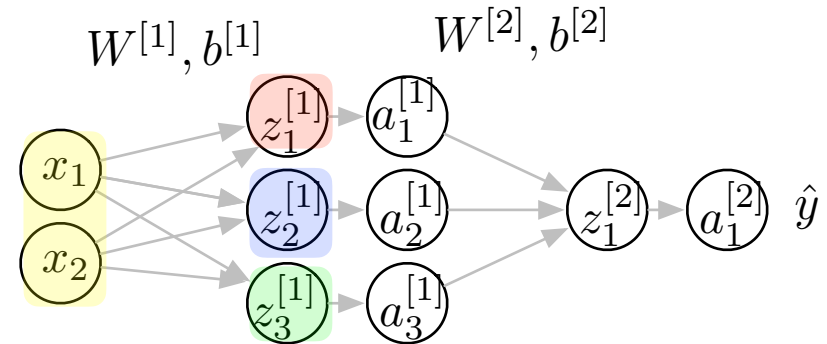 W^{[1]}, b^{[1]} W^{[2]}, b^{[2]}
z_1^{[1]} a_1^{[1]}
x_1
z_2^{[1]} a_2^{[1]} z_1^{[2]} a_1^{[2]} ŷ
x_2
z_3^{[1]} a_3^{[1]}